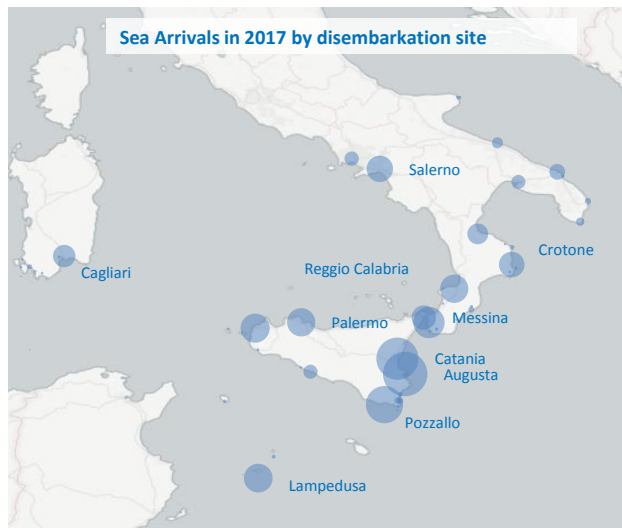 Sea Arrivals in 2017 by disembarkation site
Salerno
Crotone
Reggio Calabria
Cagliari
Messina
Palermo
Catania
Augusta
Pozzallo
Lampedusa